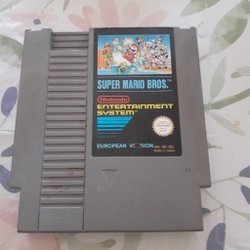 SUPER MARIO BROS.
Nintendo
ENTERTAINMENT
SYSTEM
EUROPEAN VERSION